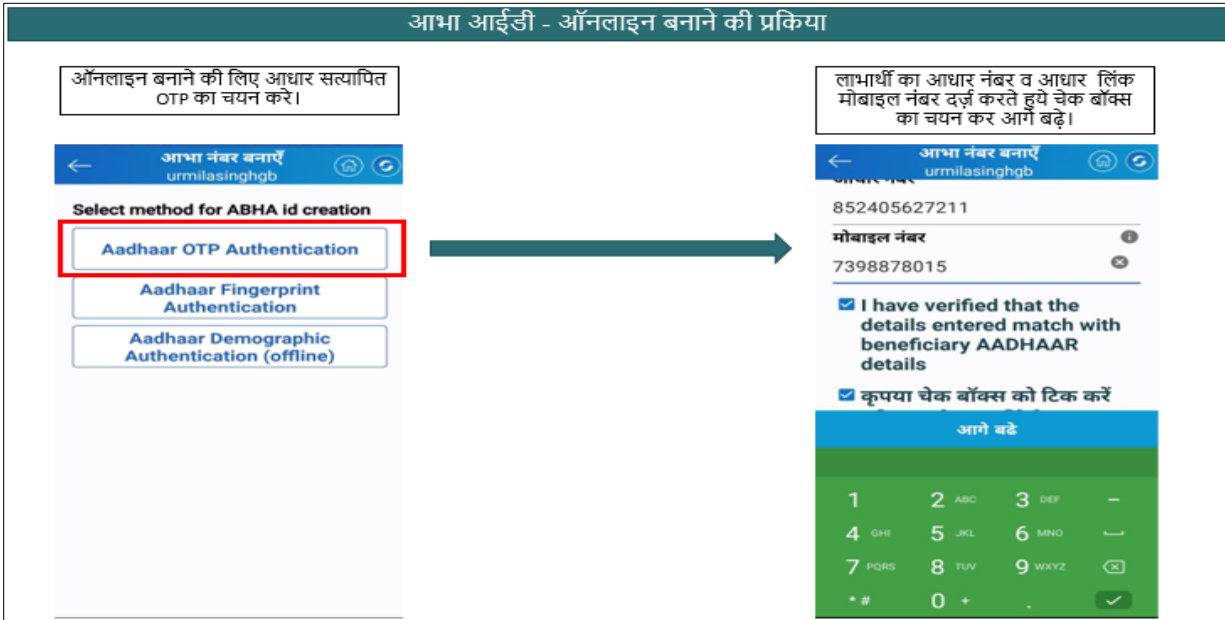 आभा आईडी - ऑनलाइन बनाने की प्रकिया
ऑनलाइन बनाने की लिए आधार सत्यापित
OTP का चयन करे।
आभा नंबर बनाएँ
urmilasinghgb
Select method for ABHA id creation
Aadhaar OTP Authentication
Aadhaar Fingerprint
Authentication
Aadhaar Demographic
Authentication (offline)
लाभार्थी का आधार नंबर व आधार लिंक
मोबाइल नंबर दर्ज़ करते हुये चेक बॉक्स
का चयन कर आगे बढ़े।
आभा नंबर बनाएँ
urmilasinghgb
आधार नंबर
852405627211
मोबाइल नंबर
7398878015
I have verified that the
details entered match with
beneficiary AADHAAR
details
कृपया चेक बॉक्स को टिक करें
आगे बढे
1 2 ABC 3 DEF -
4 GHI 5 JKL 6 MNO
7 PQRS 8 TUV 9 WXYZ
* # 0 + .